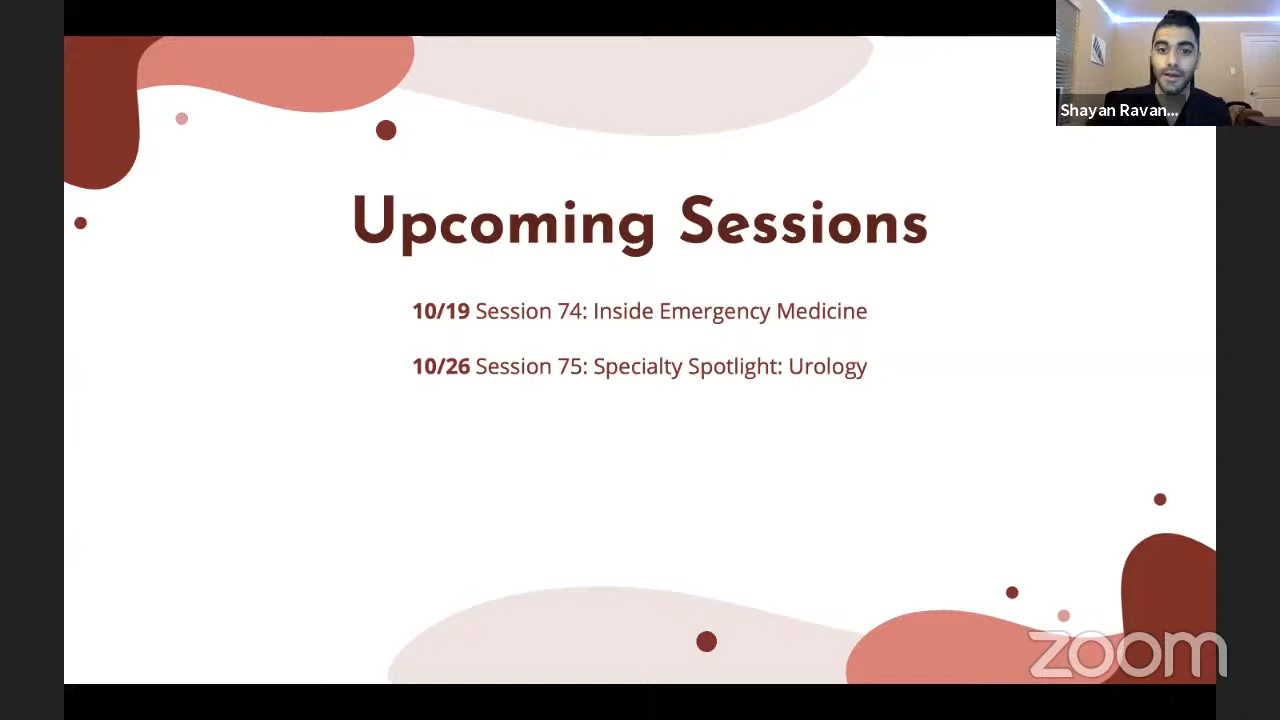 Shayan Ravan...
Upcoming Sessions
10/19 Session 74: Inside Emergency Medicine
10/26 Session 75: Specialty Spotlight: Urology
zoom